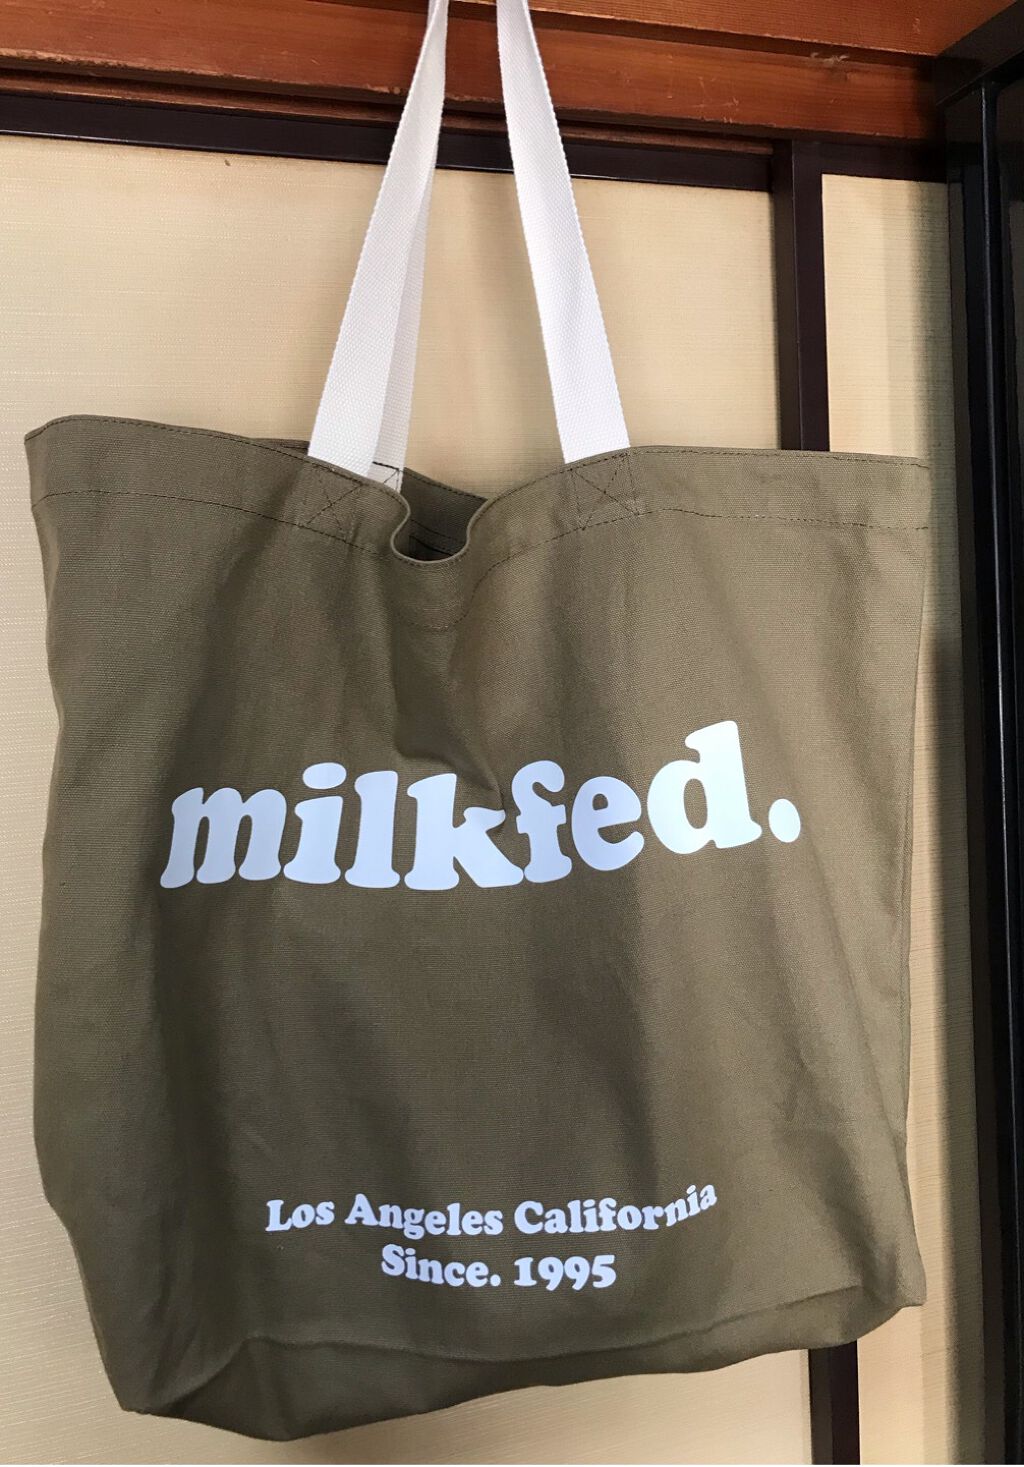 milkfed.
Los Angeles California
Since. 1995